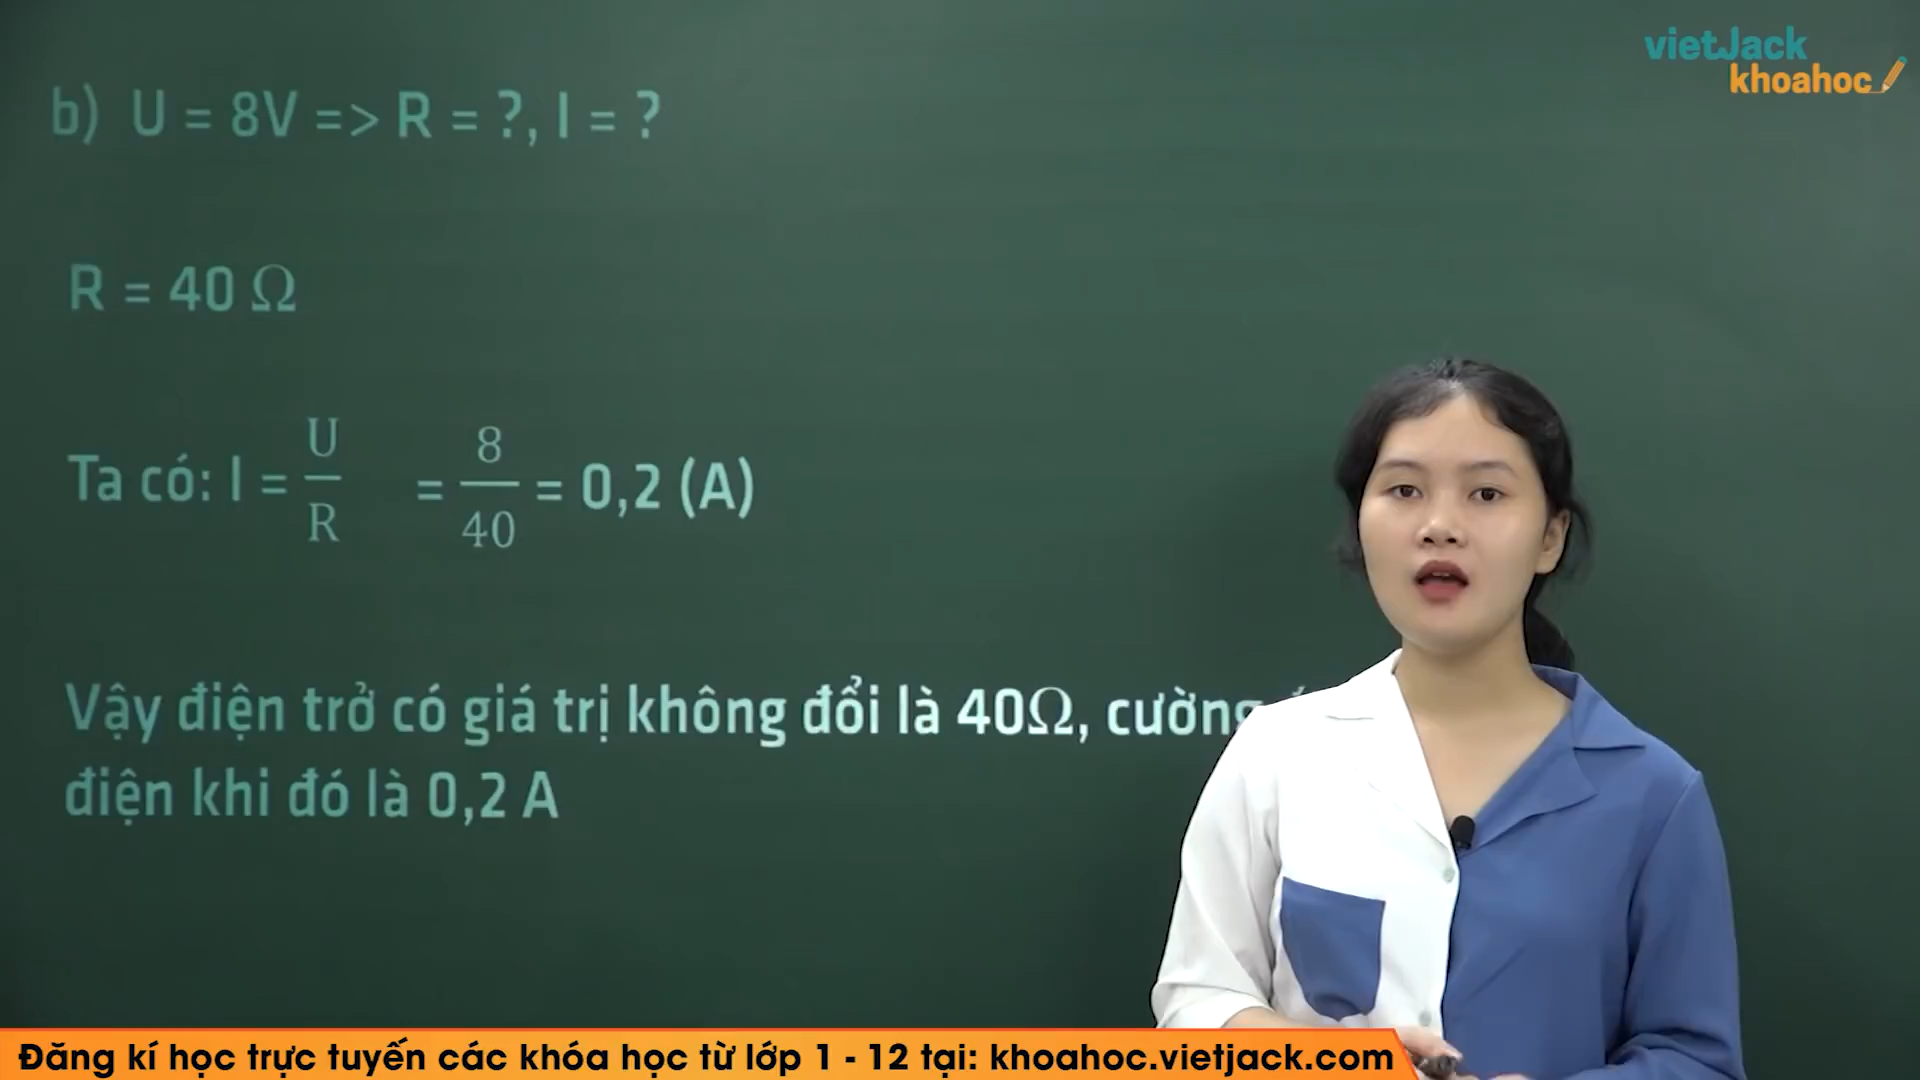 vietJack
khoahoc
b) U = 8V => R = ?, I = ?
R = 40 Ω
Ta có: I = U/R = 8/40 = 0,2 (A)
Vậy điện trở có giá trị không đổi là 40Ω, cường
điện khi đó là 0,2 A
Đăng kí học trực tuyến các khóa học từ lớp 1 - 12 tại: khoahoc.vietjack.com